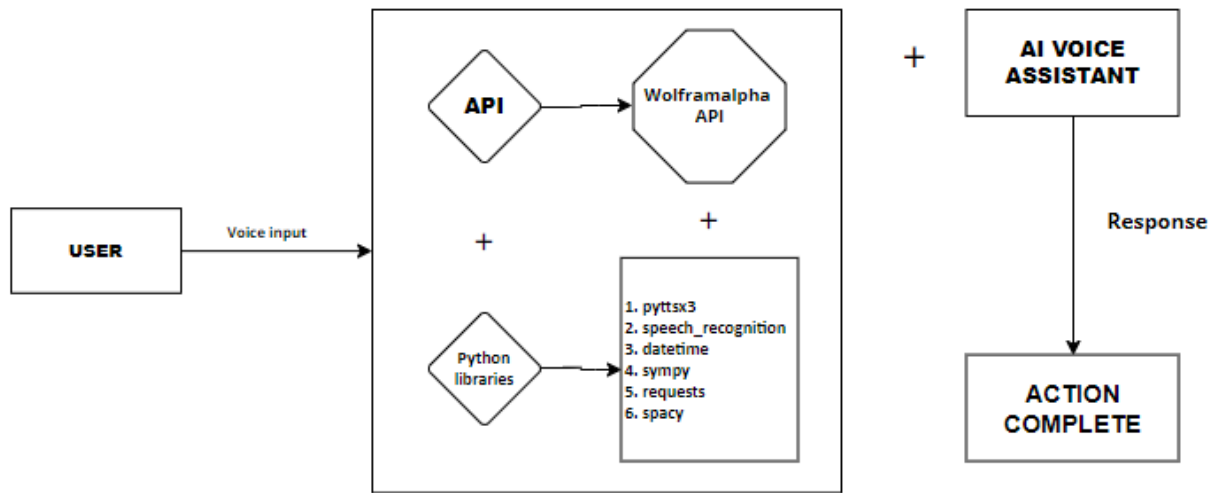 USER
Voice input
API
Wolframalpha
API
+
+
Python
libraries
1. pyttsx3
2. speech_recognition
3. datetime
4. sympy
5. requests
6. spacy
+
AI VOICE
ASSISTANT
Response
ACTION
COMPLETE